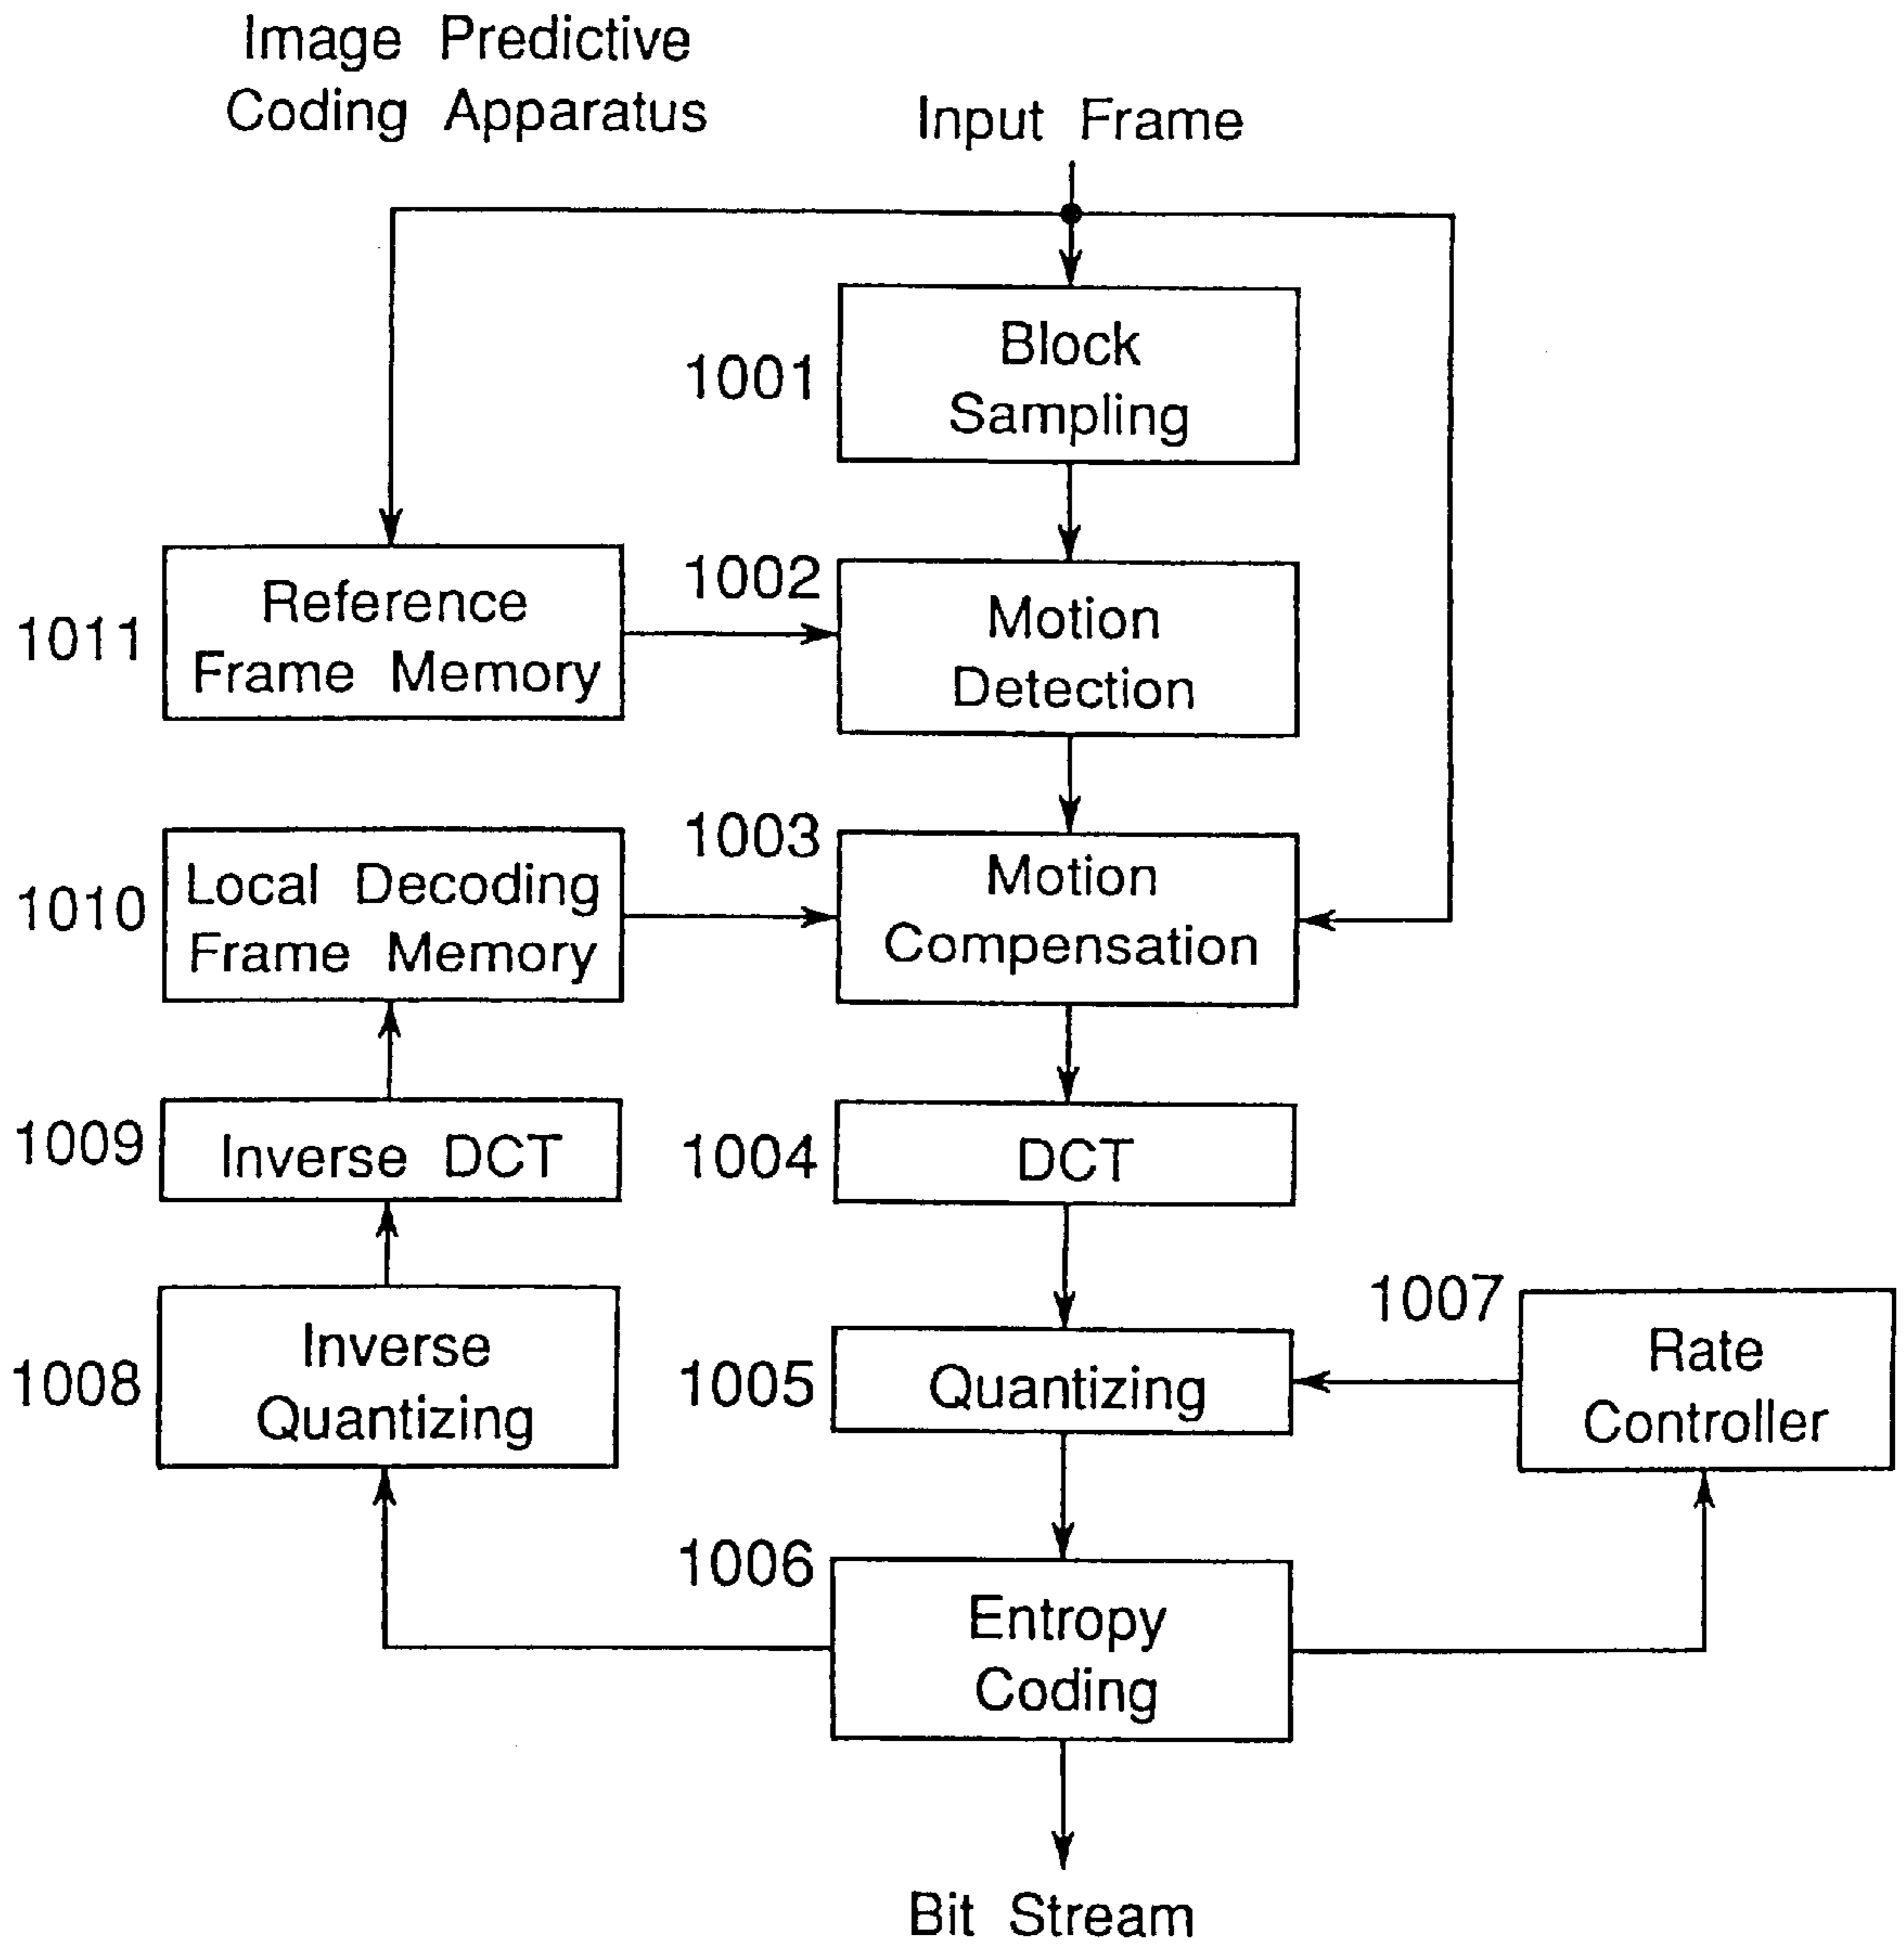 Image Predictive
Coding Apparatus
Input Frame
1001
Block
Sampling
1011
Reference
Frame Memory
1002
Motion
Detection
1010
Local Decoding
Frame Memory
1003
Motion
Compensation
1009
Inverse DCT
1004
DCT
1008
Inverse
Quantizing
1005
Quantizing
1007
Rate
Controller
1006
Entropy
Coding
Bit Stream